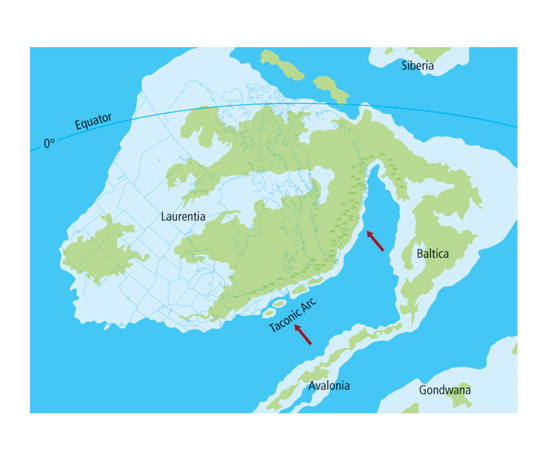 Siberia
Equator
0°
Laurentia
Baltica
Taconic Arc
Avalonia
Gondwana